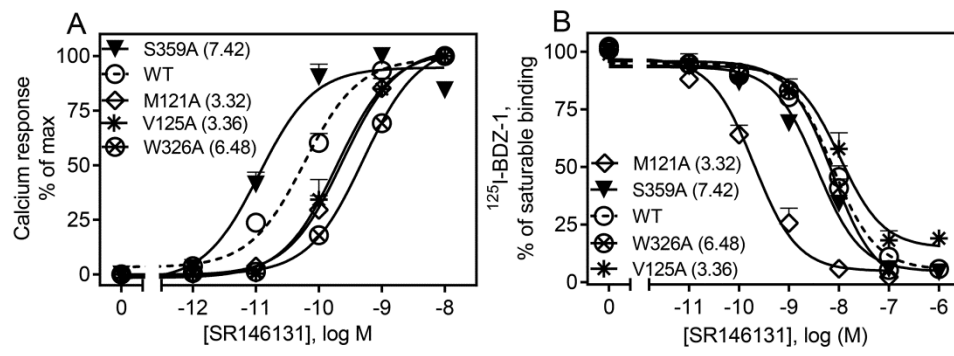 A
S359A (7.42)
WT
M121A (3.32)
V125A (3.36)
W326A (6.48)
Calcium response
% of max
100
75
50
25
0
0 -12 -11 -10 -9 -8
[SR146131], log M
B
125I-BDZ-1,
% of saturable binding
100
75
50
25
0
M121A (3.32)
S359A (7.42)
WT
W326A (6.48)
V125A (3.36)
0 -11 -10 -9 -8 -7 -6
[SR146131], log (M)